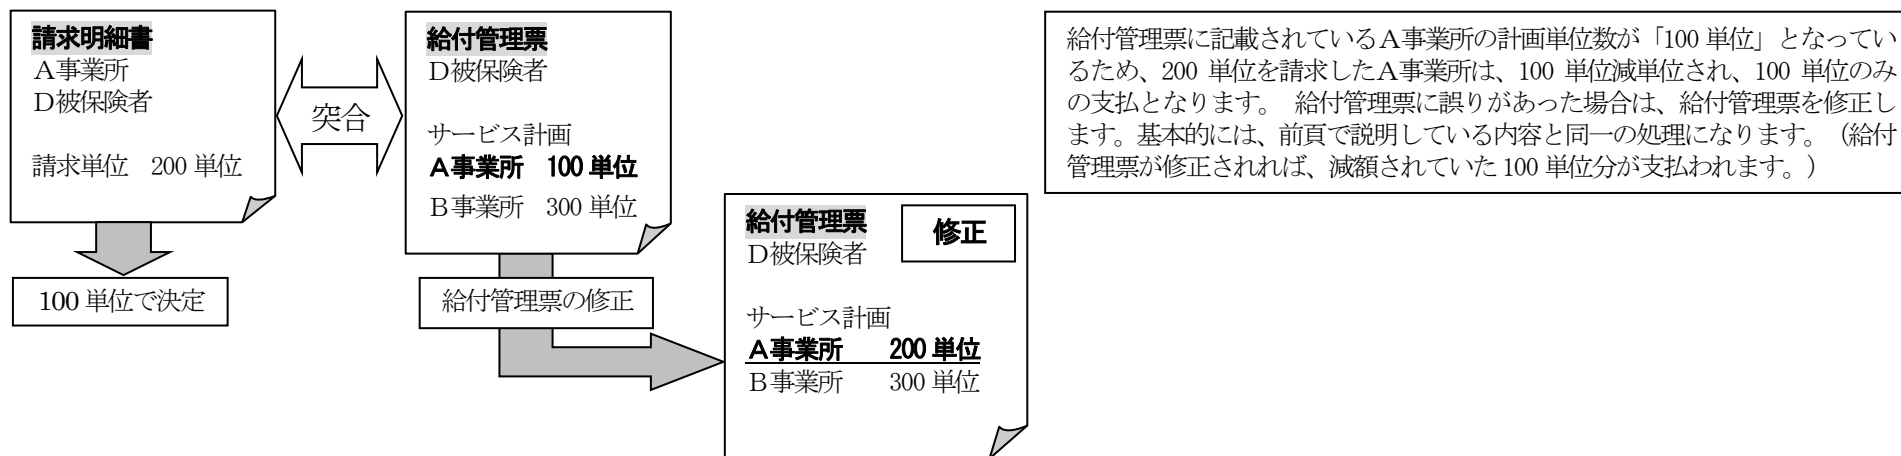 請求明細書
A事業所
D被保険者
請求単位 200 単位
100 単位で決定
突合
給付管理票
D被保険者
サービス計画
A事業所 100 単位
B事業所 300 単位
給付管理票の修正
給付管理票
修正
D被保険者
サービス計画
A事業所 200 単位
B事業所 300 単位
給付管理票に記載されているA事業所の計画単位数が「100 単位」となってい
るため、200 単位を請求したA事業所は、100 単位減単位され、100 単位のみ
の支払となります。 給付管理票に誤りがあった場合は、給付管理票を修正し
ます。基本的には、前頁で説明している内容と同一の処理になります。（給付
管理票が修正されれば、減額されていた 100 単位分が支払われます。）